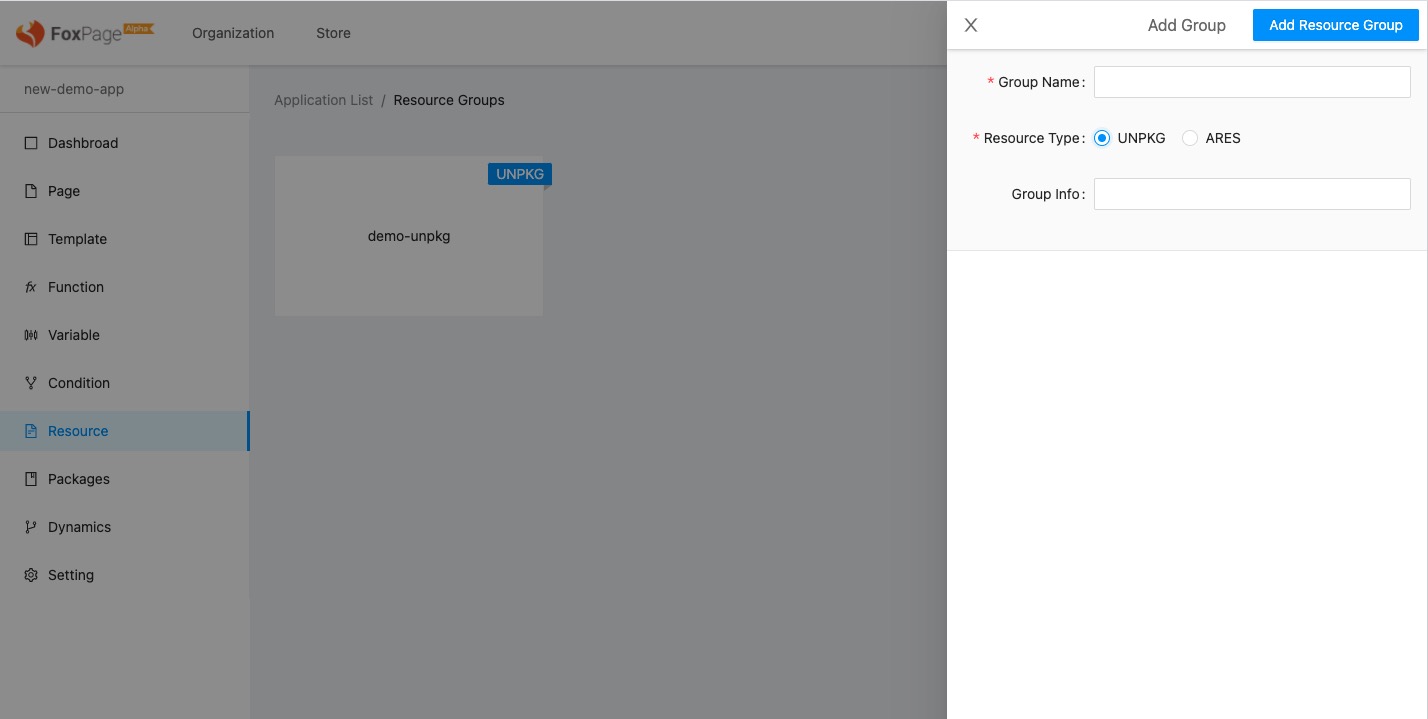 FoxPage Alpha Organization Store
Add Group Add Resource Group
new-demo-app
Application List / Resource Groups
Dashbroad
Page
Template
Function
Variable
Condition
Resource
Packages
Dynamics
Setting
UNPKG
demo-unpkg
* Group Name:
* Resource Type: UNPKG ARES
Group Info: